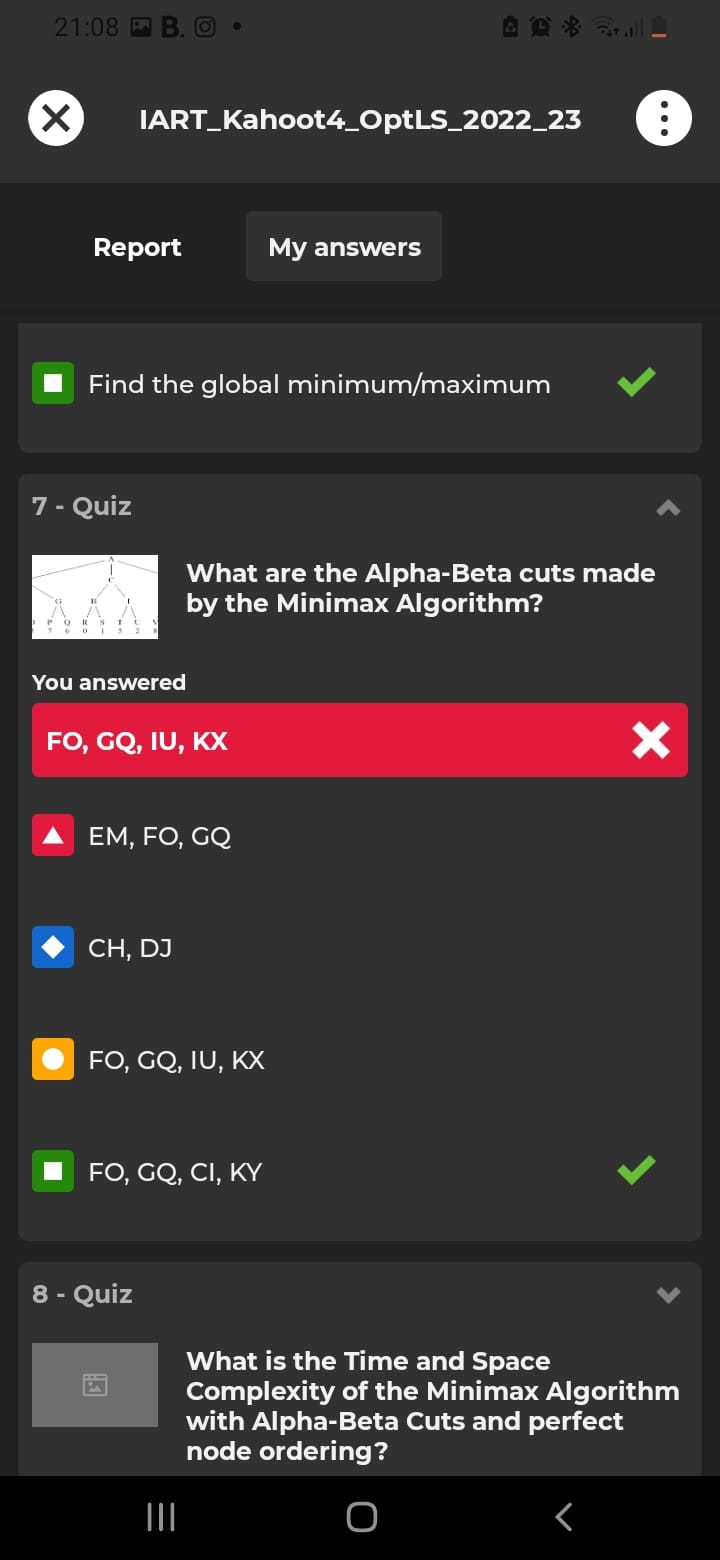 21:08 B.
IART_Kahoot4_OptLS_2022_23
Report
My answers
Find the global minimum/maximum
7 - Quiz
A
C
G H I
P Q R S T U V
7 6 0 1 5 2
What are the Alpha-Beta cuts made
by the Minimax Algorithm?
You answered
FO, GQ, IU, KX
EM, FO, GQ
CH, DJ
FO, GQ, IU, KX
FO, GQ, CI, KY
8 - Quiz
What is the Time and Space
Complexity of the Minimax Algorithm
with Alpha-Beta Cuts and perfect
node ordering?